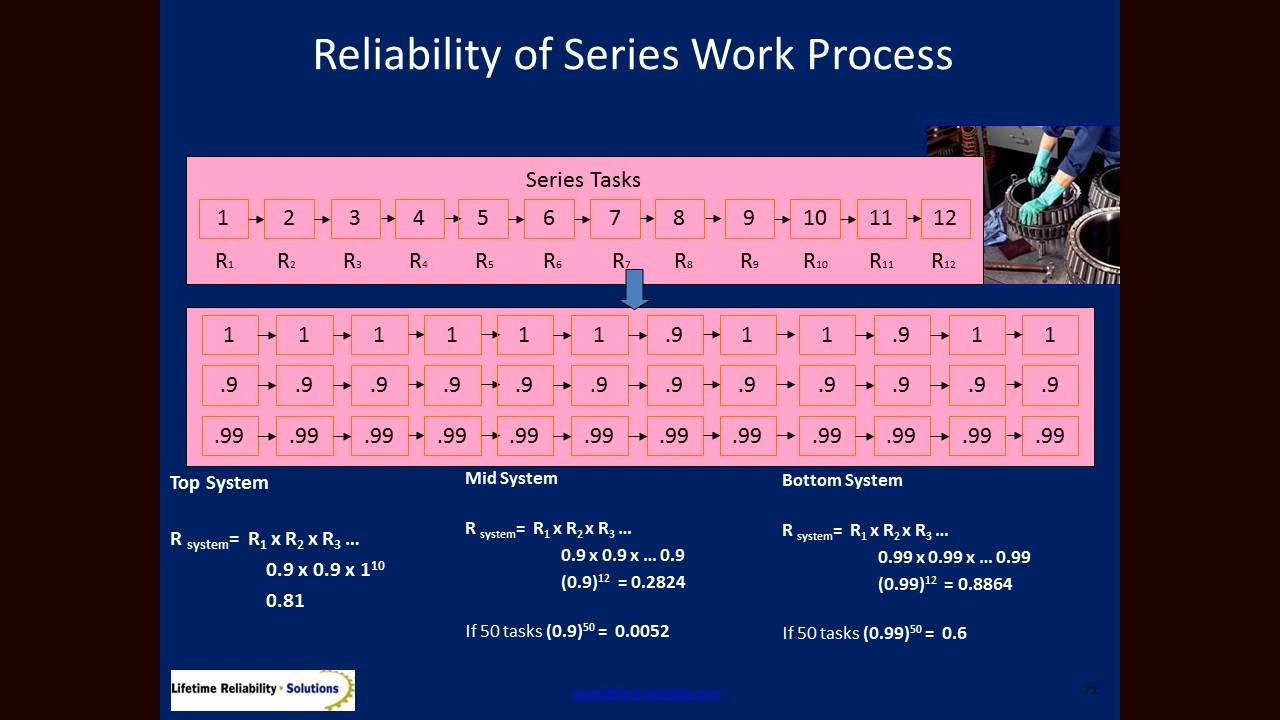 Reliability of Series Work Process
Series Tasks
1 2 3 4 5 6 7 8 9 10 11 12
R1 R2 R3 R4 R5 R6 R7 R8 R9 R10 R11 R12
1 1 1 1 1 1 .9 1 1 .9 1 1
.9 .9 .9 .9 .9 .9 .9 .9 .9 .9 .9 .9
.99 .99 .99 .99 .99 .99 .99 .99 .99 .99 .99 .99
Top System
R system= R1 x R2 x R3 ...
0.9 x 0.9 x 1^10
0.81
Mid System
R system= R1 x R2 x R3 ...
0.9 x 0.9 x ... 0.9
(0.9)^12 = 0.2824
If 50 tasks (0.9)^50 = 0.0052
Bottom System
R system= R1 x R2 x R3 ...
0.99 x 0.99 x ... 0.99
(0.99)^12 = 0.8864
If 50 tasks (0.99)^50 = 0.6
Lifetime Reliability • Solutions
www.lifetime-reliability.com
72